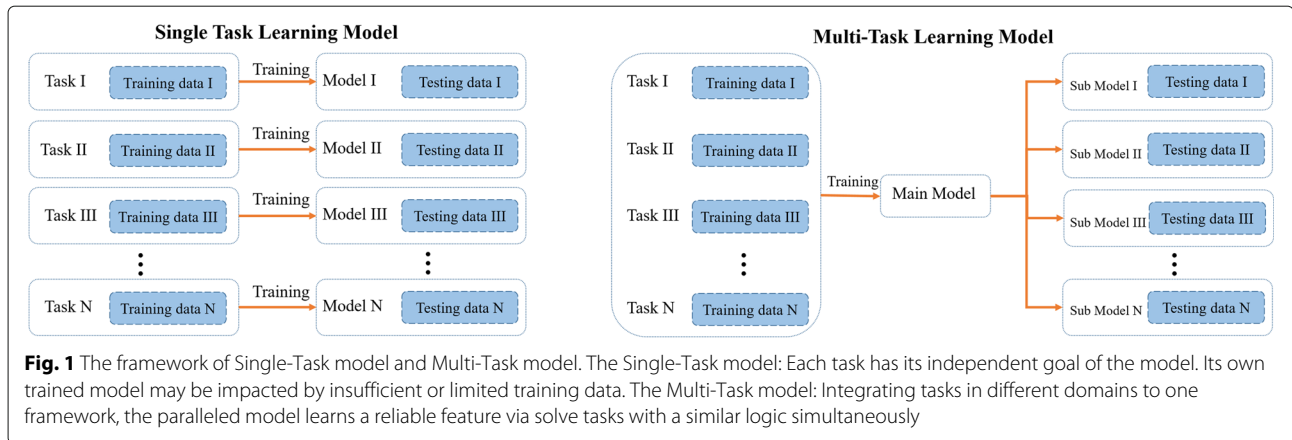 Single Task Learning Model
Task I
Training data I
Training
Model I
Testing data I
Task II
Training data II
Training
Model II
Testing data II
Task III
Training data III
Training
Model III
Testing data III
Task N
Training data N
Training
Model N
Testing data N
Multi-Task Learning Model
Task I
Training data I
Task II
Training data II
Task III
Training data III
Task N
Training data N
Training
Main Model
Sub Model I
Testing data I
Sub Model II
Testing data II
Sub Model III
Testing data III
Sub Model N
Testing data N
Fig. 1 The framework of Single-Task model and Multi-Task model. The Single-Task model: Each task has its independent goal of the model. Its own
trained model may be impacted by insufficient or limited training data. The Multi-Task model: Integrating tasks in different domains to one
framework, the paralleled model learns a reliable feature via solve tasks with a similar logic simultaneously